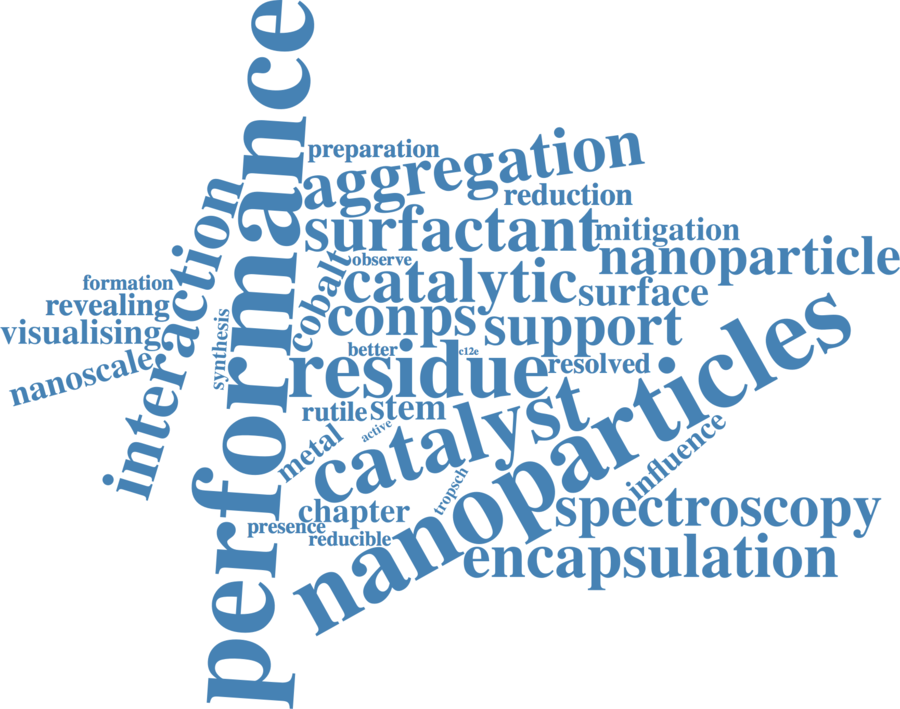 performance
preparation
aggregation
reduction
interaction
surfactant
mitigation
nanoparticle
observe
cobalt
catalytic
surface
formation
revealing
visualising
synthesis
conps
support
nanoscale
better
c12e
residue
resolved
nanoparticles
rutile
stem
catalyst
active
metal
influence
tropsch
chapter
spectroscopy
presence
reducible
encapsulation